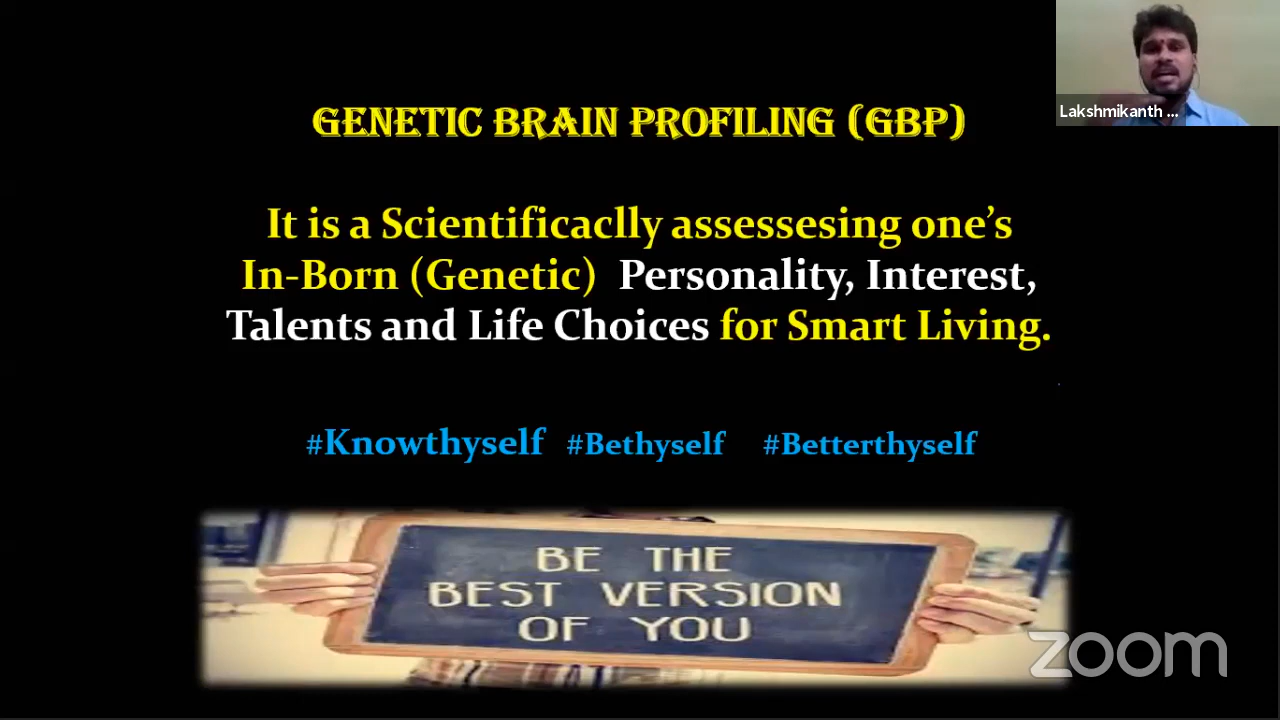 Lakshmikanth ...
GENETIC BRAIN PROFILING (GBP)
It is a Scientificaclly assessesing one's
In-Born (Genetic) Personality, Interest,
Talents and Life Choices for Smart Living.
#Knowthyself #Bethyself #Betterthyself
BE THE
BEST VERSION
OF YOU
zoom